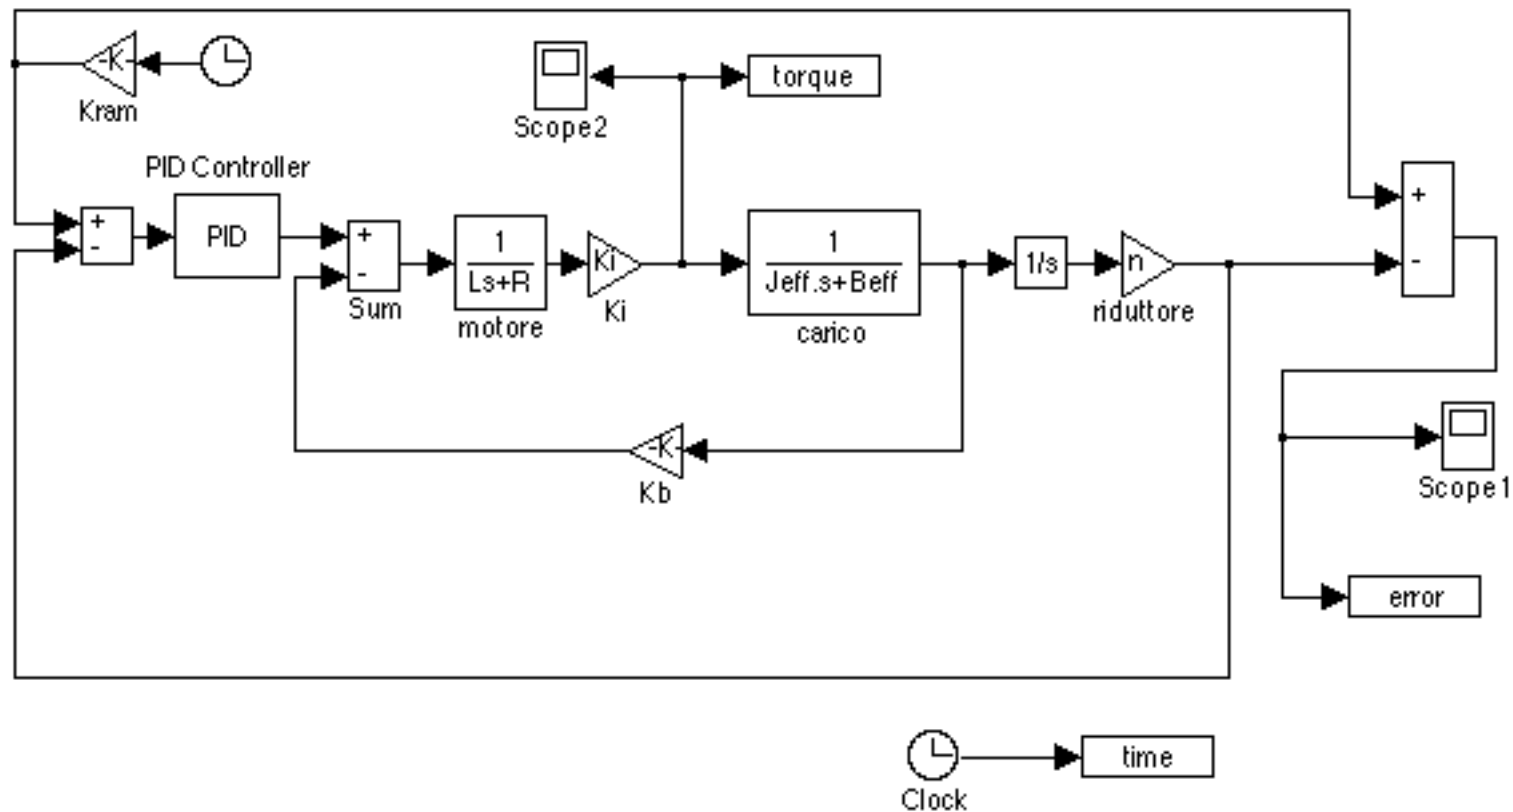 -K-
Kram
Scope2
torque
PID Controller
+
-
PID
+
-
Sum
1
Ls+R
motore
Ki
Ki
1
Jeff.s+Beff
carico
1/s
n
riduttore
+
-
-K-
Kb
Scope1
error
time
Clock